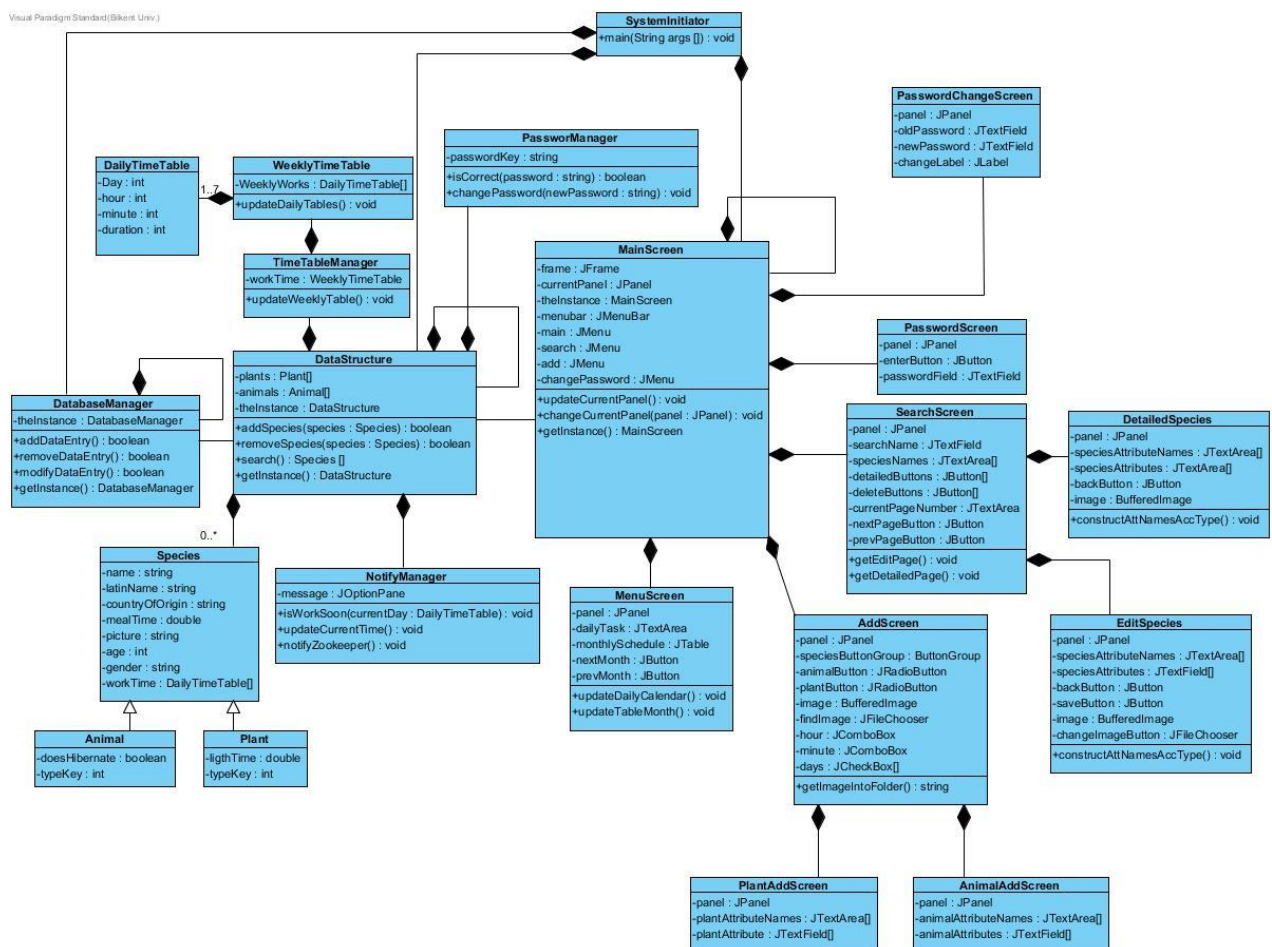 Visual Paradigm Standard(Bilkent Univ.)
SystemInitiator
+main(String args []) : void
PasswordChangeScreen
-panel : JPanel
-oldPassword : JTextField
-newPassword : JTextField
-changeLabel : JLabel
PassworManager
-passwordKey : string
+isCorrect(password : string) : boolean
+changePassword(newPassword : string) : void
DailyTimeTable
-Day : int
-hour : int
-minute : int
-duration : int
1..7
WeeklyTimeTable
-WeeklyWorks : DailyTimeTable[]
+updateDailyTables() : void
TimeTableManager
-workTime : WeeklyTimeTable
+updateWeeklyTable() : void
MainScreen
-frame : JFrame
-currentPanel : JPanel
-theInstance : MainScreen
-menubar : JMenuBar
-main : JMenu
-search : JMenu
-add : JMenu
-changePassword : JMenu
+updateCurrentPanel() : void
+changeCurrentPanel(panel : JPanel) : void
+getInstance() : MainScreen
PasswordScreen
-panel : JPanel
-enterButton : JButton
-passwordField : JTextField
DataStructure
-plants : Plant[]
-animals : Animal[]
-theInstance : DataStructure
+addSpecies(species : Species) : boolean
+removeSpecies(species : Species) : boolean
+search() : Species []
+getInstance() : DataStructure
DatabaseManager
-theInstance : DatabaseManager
+addDataEntry() : boolean
+removeDataEntry() : boolean
+modifyDataEntry() : boolean
+getInstance() : DatabaseManager
SearchScreen
-panel : JPanel
-searchName : JTextField
-speciesNames : JTextArea[]
-detailedButtons : JButton[]
-deleteButtons : JButton[]
-currentPageNumber : JTextArea
-nextPageButton : JButton
-prevPageButton : JButton
+getEditPage() : void
+getDetailedPage() : void
DetailedSpecies
-panel : JPanel
-speciesAttributeNames : JTextArea[]
-speciesAttributes : JTextArea[]
-backButton : JButton
-image : BufferedImage
+constructAttNamesAccType() : void
0..*
Species
-name : string
-latinName : string
-countryOfOrigin : string
-mealTime : double
-picture : string
-age : int
-gender : string
-workTime : DailyTimeTable[]
NotifyManager
-message : JOptionPane
+isWorkSoon(currentDay : DailyTimeTable) : void
+updateCurrentTime() : void
+notifyZookeeper() : void
MenuScreen
-panel : JPanel
-dailyTask : JTextArea
-monthlySchedule : JTable
-nextMonth : JButton
-prevMonth : JButton
+updateDailyCalendar() : void
+updateTableMonth() : void
AddScreen
-panel : JPanel
-speciesButtonGroup : ButtonGroup
-animalButton : JRadioButton
-plantButton : JRadioButton
-image : BufferedImage
-findImage : JFileChooser
-hour : JComboBox
-minute : JComboBox
-days : JCheckBox[]
+getImageIntoFolder() : string
EditSpecies
-panel : JPanel
-speciesAttributeNames : JTextArea[]
-speciesAttributes : JTextField[]
-backButton : JButton
-saveButton : JButton
-image : BufferedImage
-changeImageButton : JFileChooser
+constructAttNamesAccType() : void
Animal
-doesHibernate : boolean
-typeKey : int
Plant
-ligthTime : double
-typeKey : int
PlantAddScreen
-panel : JPanel
-plantAttributeNames : JTextArea[]
-plantAttribute : JTextField[]
AnimalAddScreen
-panel : JPanel
-animalAttributeNames : JTextArea[]
-animalAttributes : JTextField[]